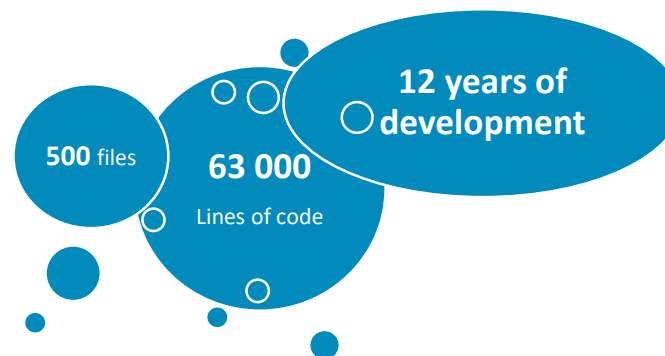 500 files
63 000
Lines of code
12 years of
development